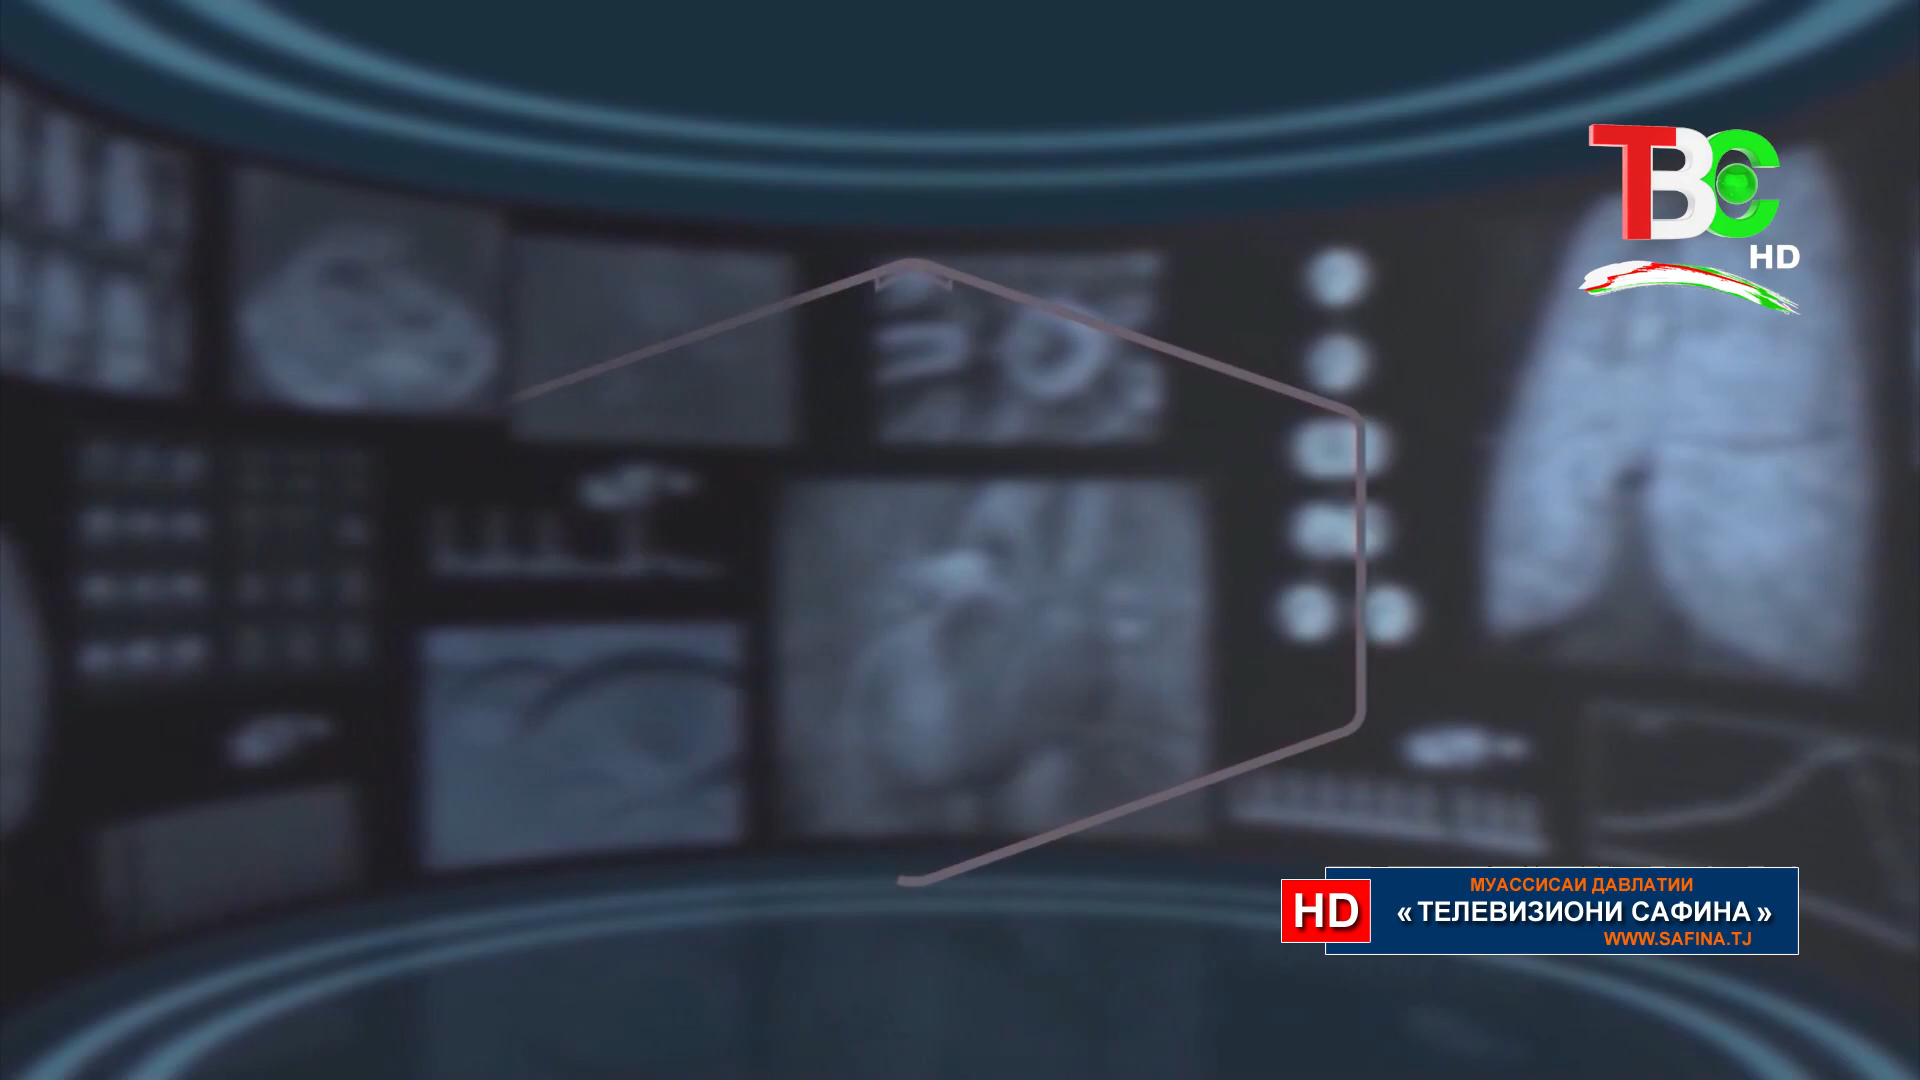 ТВС
HD
HD
МУАССИСАИ ДАВЛАТИИ
« ТЕЛЕВИЗИОНИ САФИНА »
WWW.SAFINA.TJ